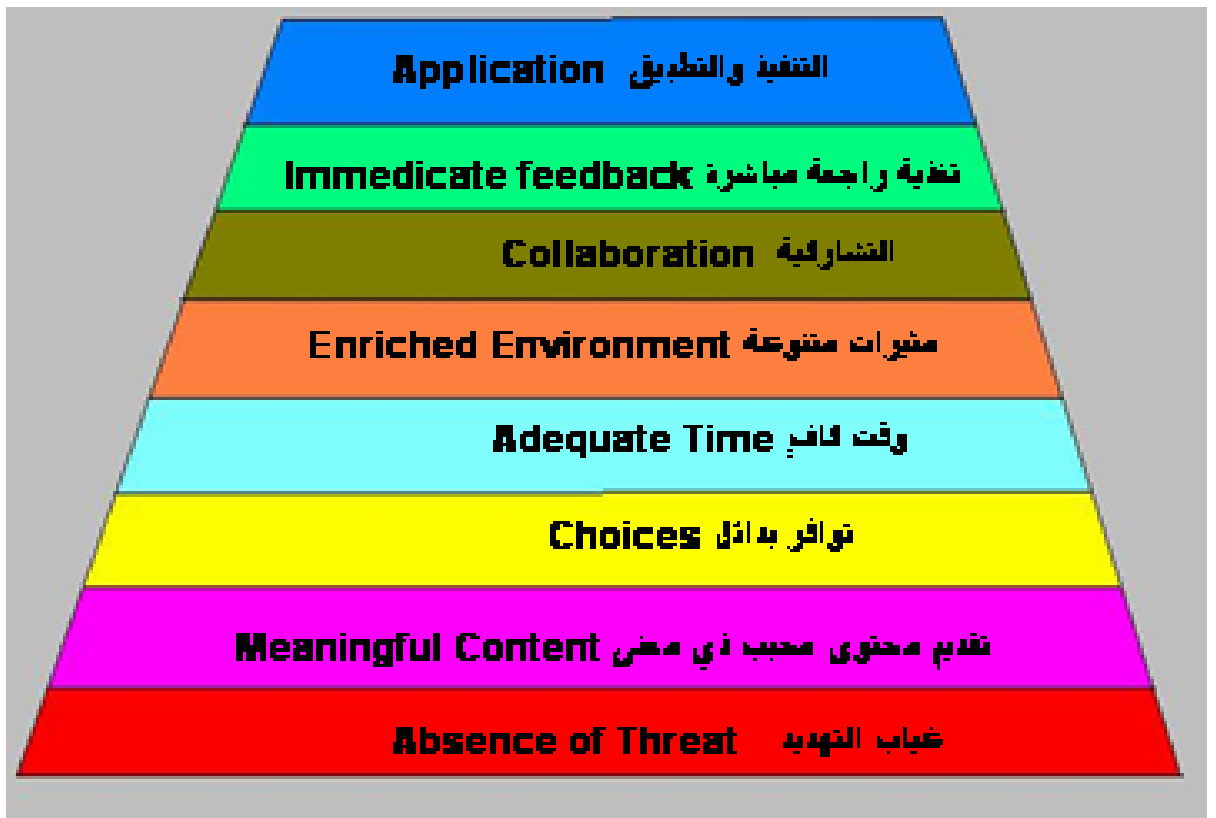 Application التنفيذ والتطبيق
Immedicate feedback تغذية راجعة مباشرة
Collaboration التشاركية
Enriched Environment مثيرات متنوعة
Adequate Time وقت كافٍ
Choices توافر بدائل
Meaningful Content تقديم محتوى محبب ذي معنى
Absence of Threat غياب التهديد